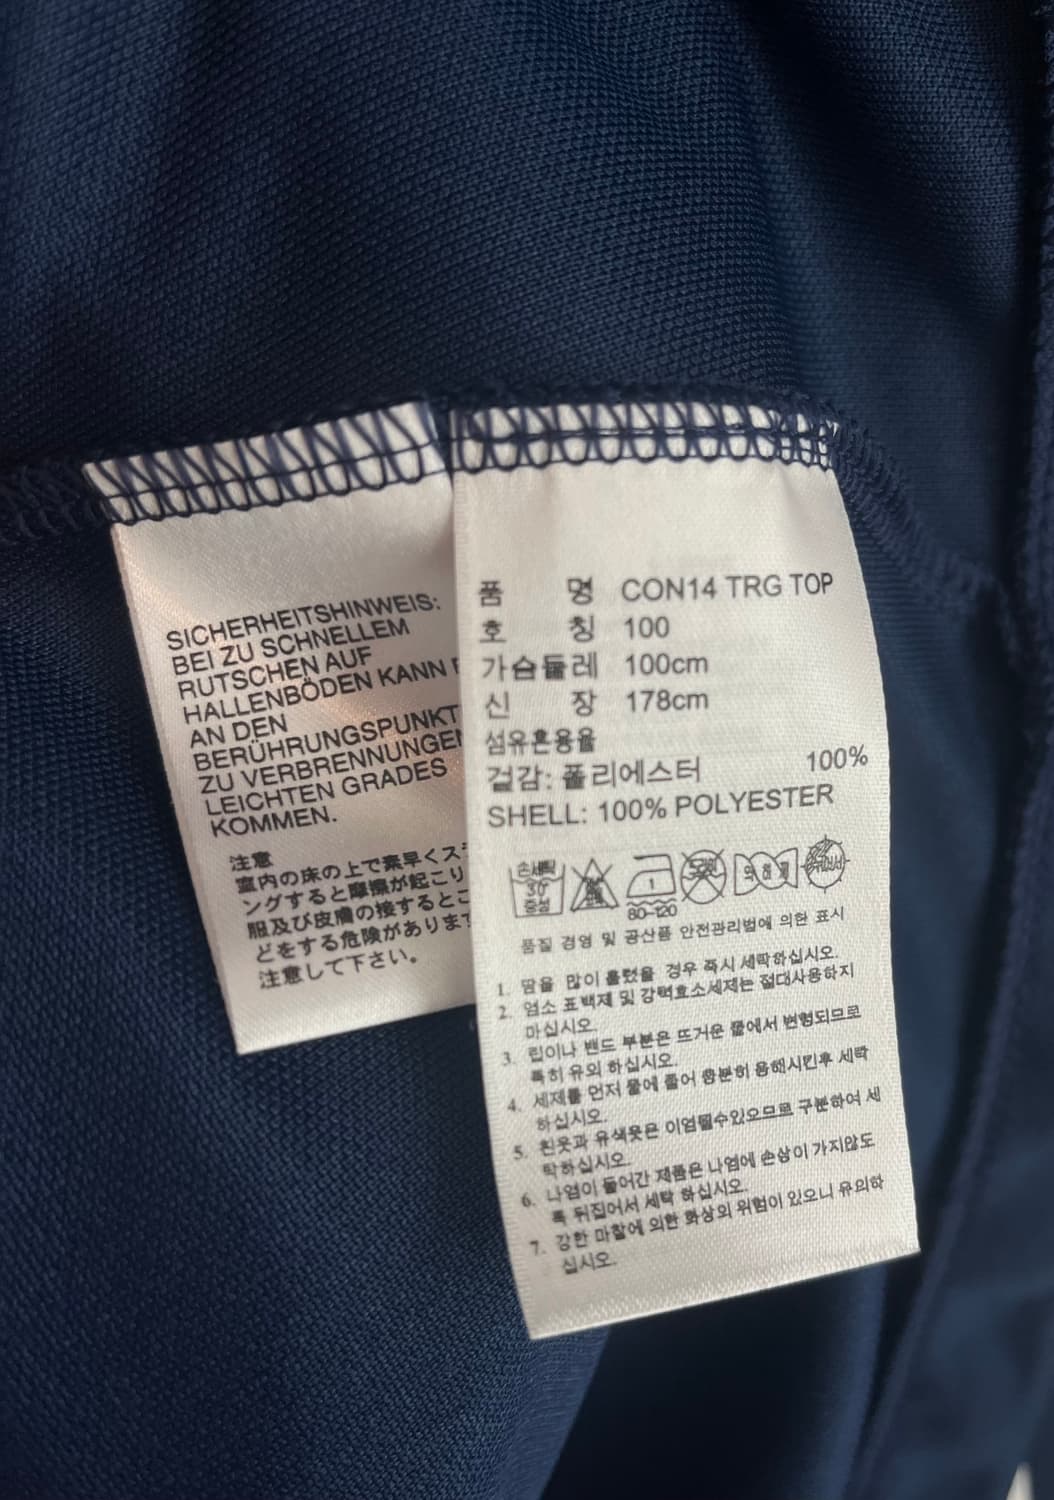 SICHERHEITSHINWEIS:
BEI ZU SCHNELLEM
RUTSCHEN AUF
HALLENBÖDEN KANN
AN DEN
BERÜHRUNGSPUNKT
ZU VERBRENNUNGE
LEICHTEN GRADES
KOMMEN.
注意
室内の床の上で素早くス
ングすると摩擦が起こり
服及び皮膚の接するとこ
どをする危険がありま
注意して下さい。
품 명 CON14 TRG TOP
호 칭 100
가슴둘레 100cm
신 장 178cm
섬유혼용율
겉감: 폴리에스터 100%
SHELL: 100% POLYESTER
손세탁
30
중성
1
80~120
품질 경영 및 공산품 안전관리법에 의한 표시
1. 땀을 많이 흘렸을 경우 즉시 세탁하십시오.
2. 염소 표백제 및 강력효소세제는 절대사용하지
마십시오.
3. 립이나 밴드 부분은 뜨거운 물에서 변형되므로
특히 유의 하십시오.
4. 세제를 먼저 물에 풀어 충분히 용해시킨후 세탁
하십시오.
5. 흰옷과 유색옷은 이염될수있으므로 구분하여 세
탁하십시오.
6. 나염이 들어간 제품은 나염에 손상이 가지않도
록 뒤집어서 세탁 하십시오.
7. 강한 마찰에 의한 화상의 위험이 있으니 유의하
십시오.